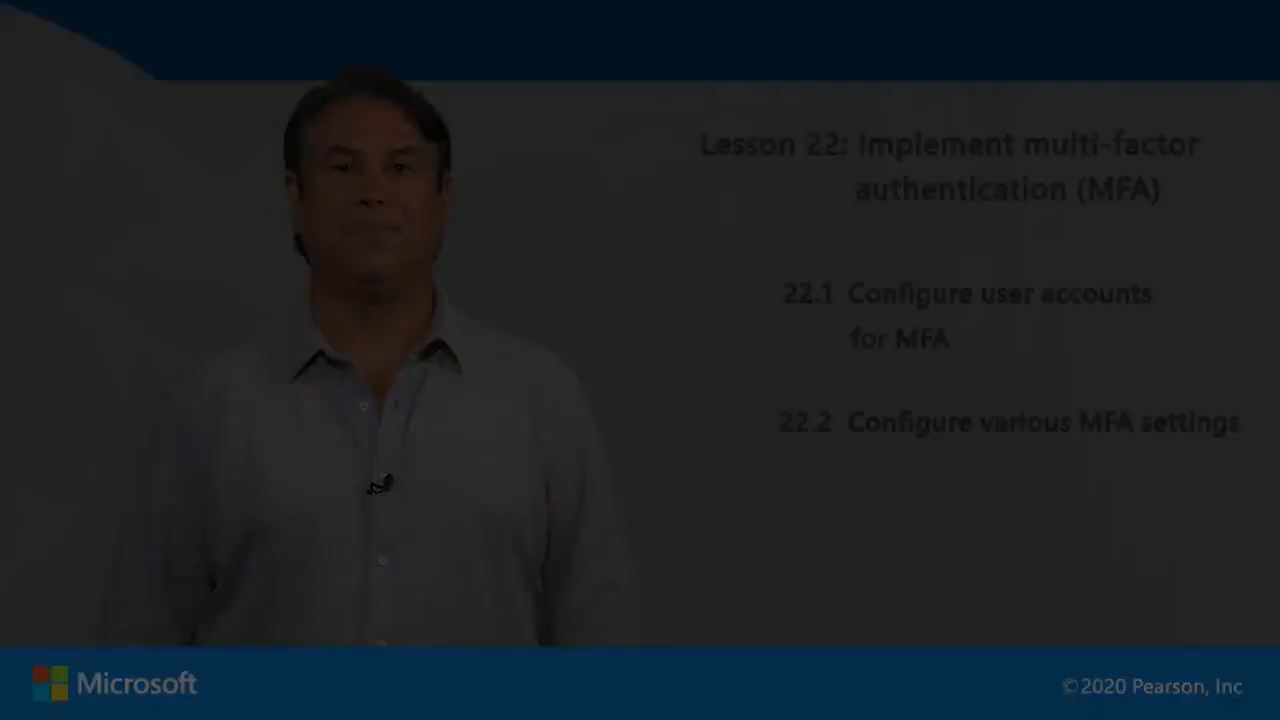 Lesson 22: Implement multi-factor
authentication (MFA)
22.1 Configure user accounts
for MFA
22.2 Configure various MFA settings
Microsoft
©2020 Pearson, Inc